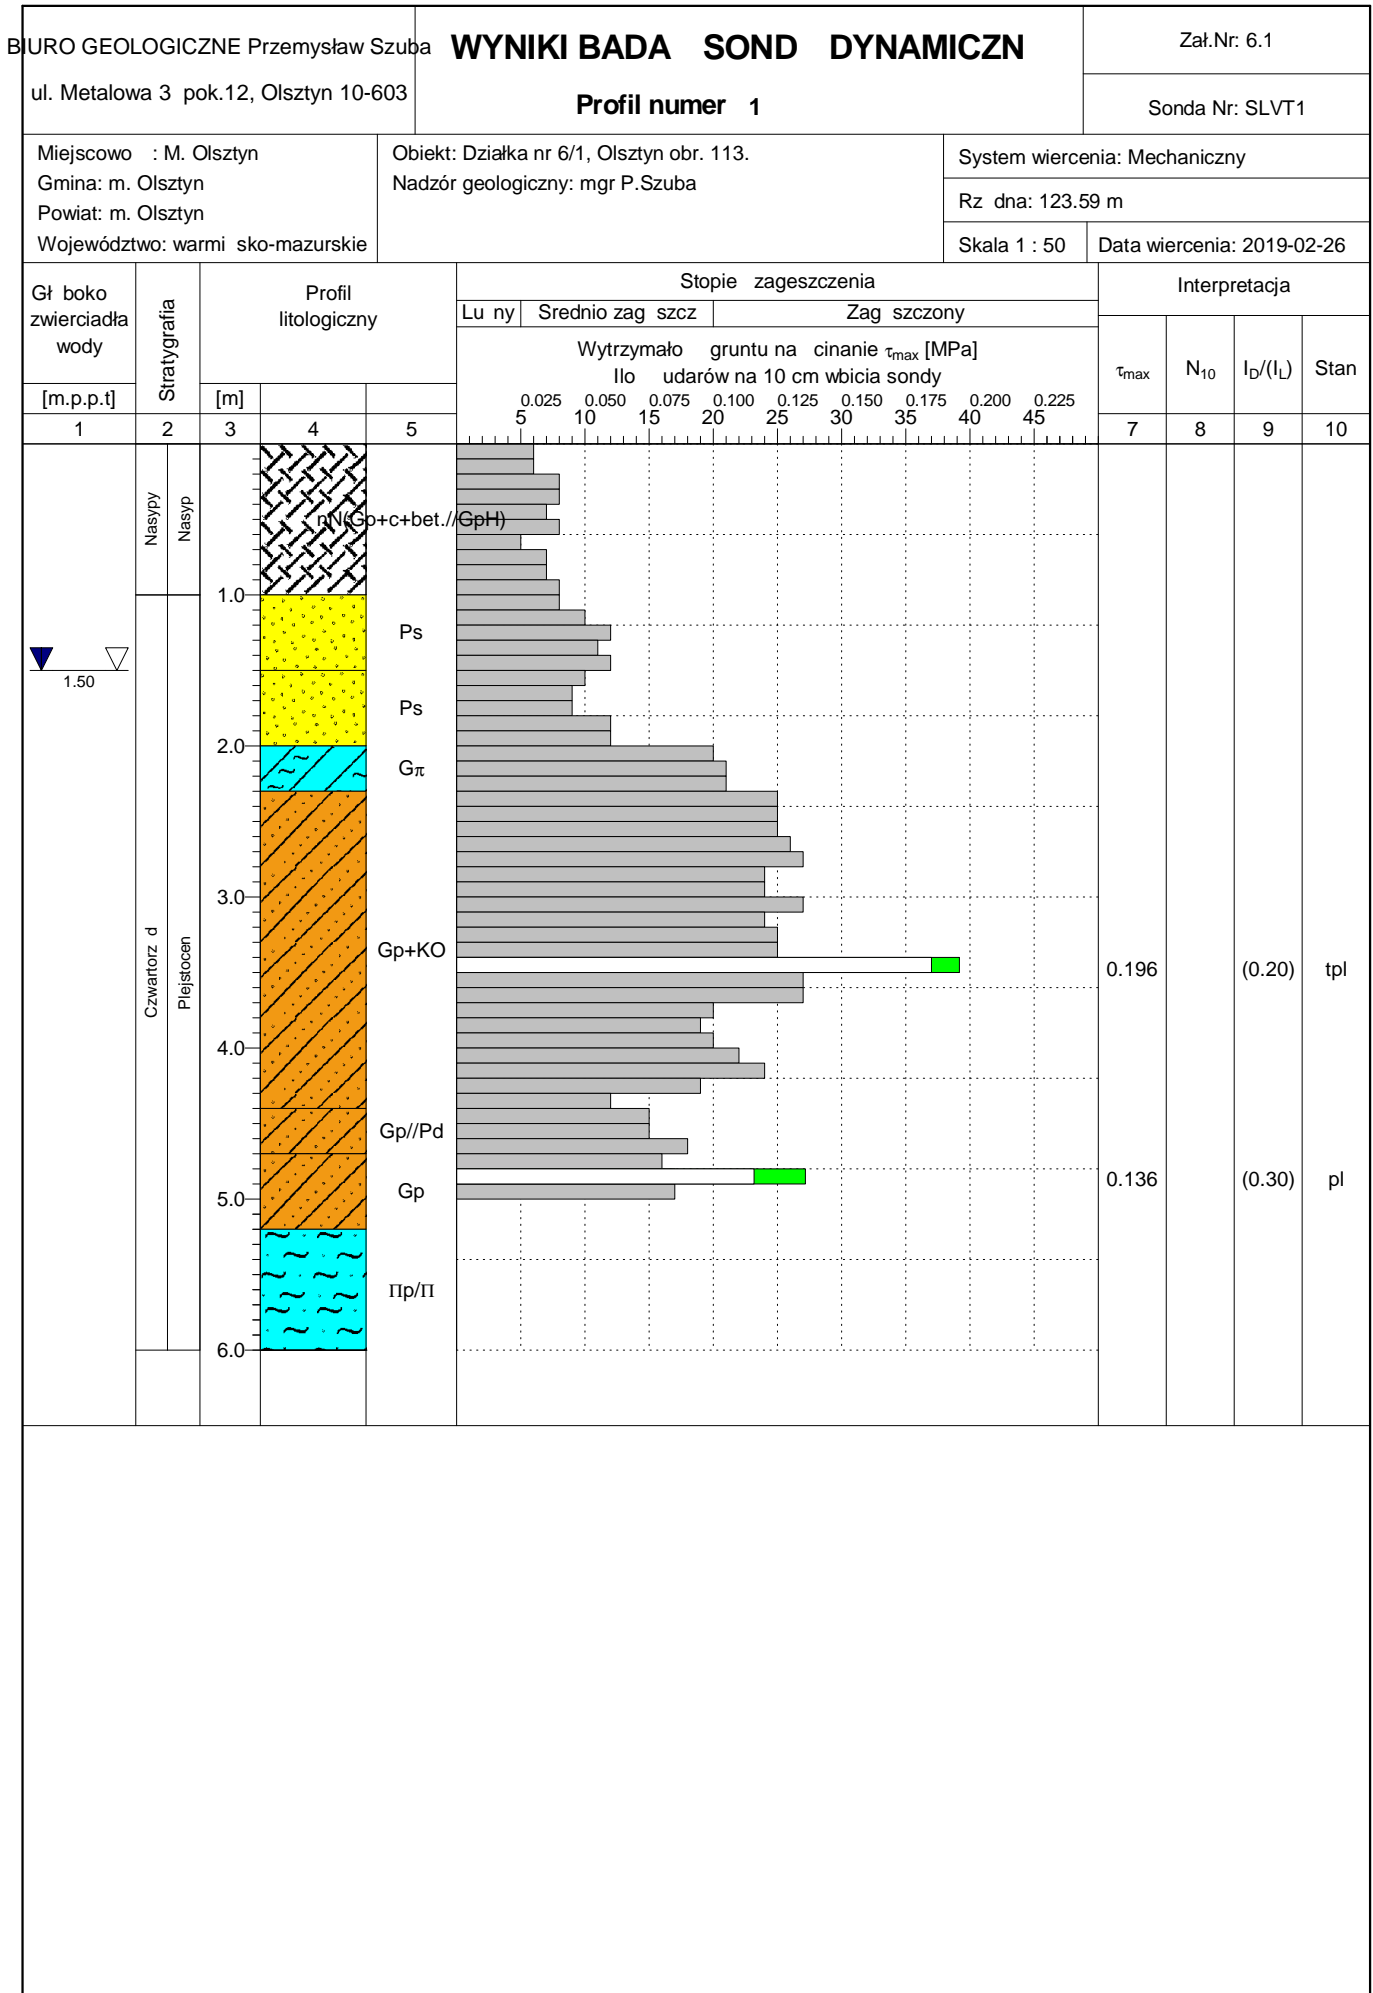 BIURO GEOLOGICZNE Przemysław Szuba
ul. Metalowa 3 pok.12, Olsztyn 10-603
WYNIKI BADA SOND DYNAMICZN
Profil numer 1
Zał.Nr: 6.1
Sonda Nr: SLVT1
Miejscowo : M. Olsztyn
Gmina: m. Olsztyn
Powiat: m. Olsztyn
Województwo: warmi sko-mazurskie
Obiekt: Działka nr 6/1, Olsztyn obr. 113.
Nadzór geologiczny: mgr P.Szuba
System wiercenia: Mechaniczny
Rz dna: 123.59 m
Skala 1 : 50
Data wiercenia: 2019-02-26
Gł boko
zwierciadła
wody
[m.p.p.t]
Stratygrafia
Profil
litologiczny
[m]
Stopie zageszczenia
Lu ny
Srednio zag szcz
Zag szczony
Wytrzymało gruntu na cinanie τmax [MPa]
Ilo udarów na 10 cm wbicia sondy
0.025 0.050 0.075 0.100 0.125 0.150 0.175 0.200 0.225
5 10 15 20 25 30 35 40 45
Interpretacja
τmax
N10
ID/(IL)
Stan
1 2 3 4 5 7 8 9 10
Nasypy
Nasyp
nN(Gp+c+bet.//GpH)
1.0
Ps
1.50
Ps
2.0
Gπ
3.0
Czwartorz d
Plejstocen
Gp+KO
0.196 (0.20) tpl
4.0
Gp//Pd
0.136 (0.30) pl
Gp
5.0
Πp/Π
6.0